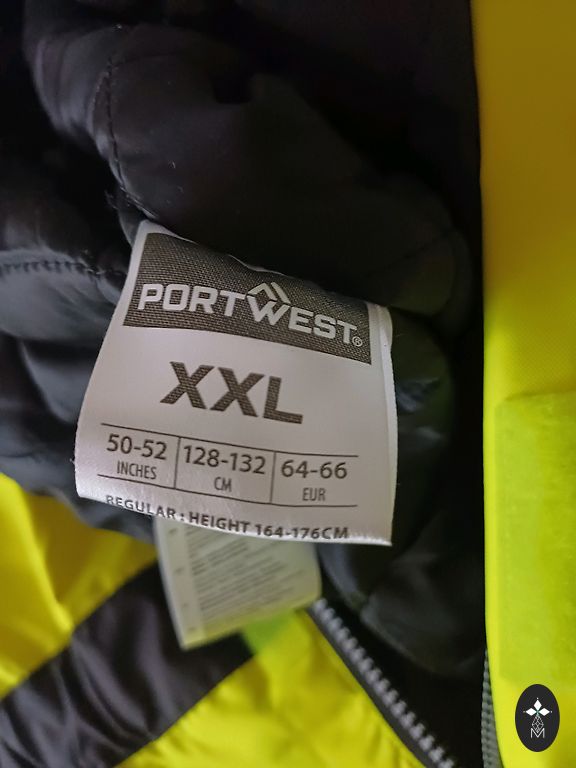 PORTWEST®
XXL
50-52 128-132 64-66
INCHES CM EUR
REGULAR : HEIGHT 164-176CM
M